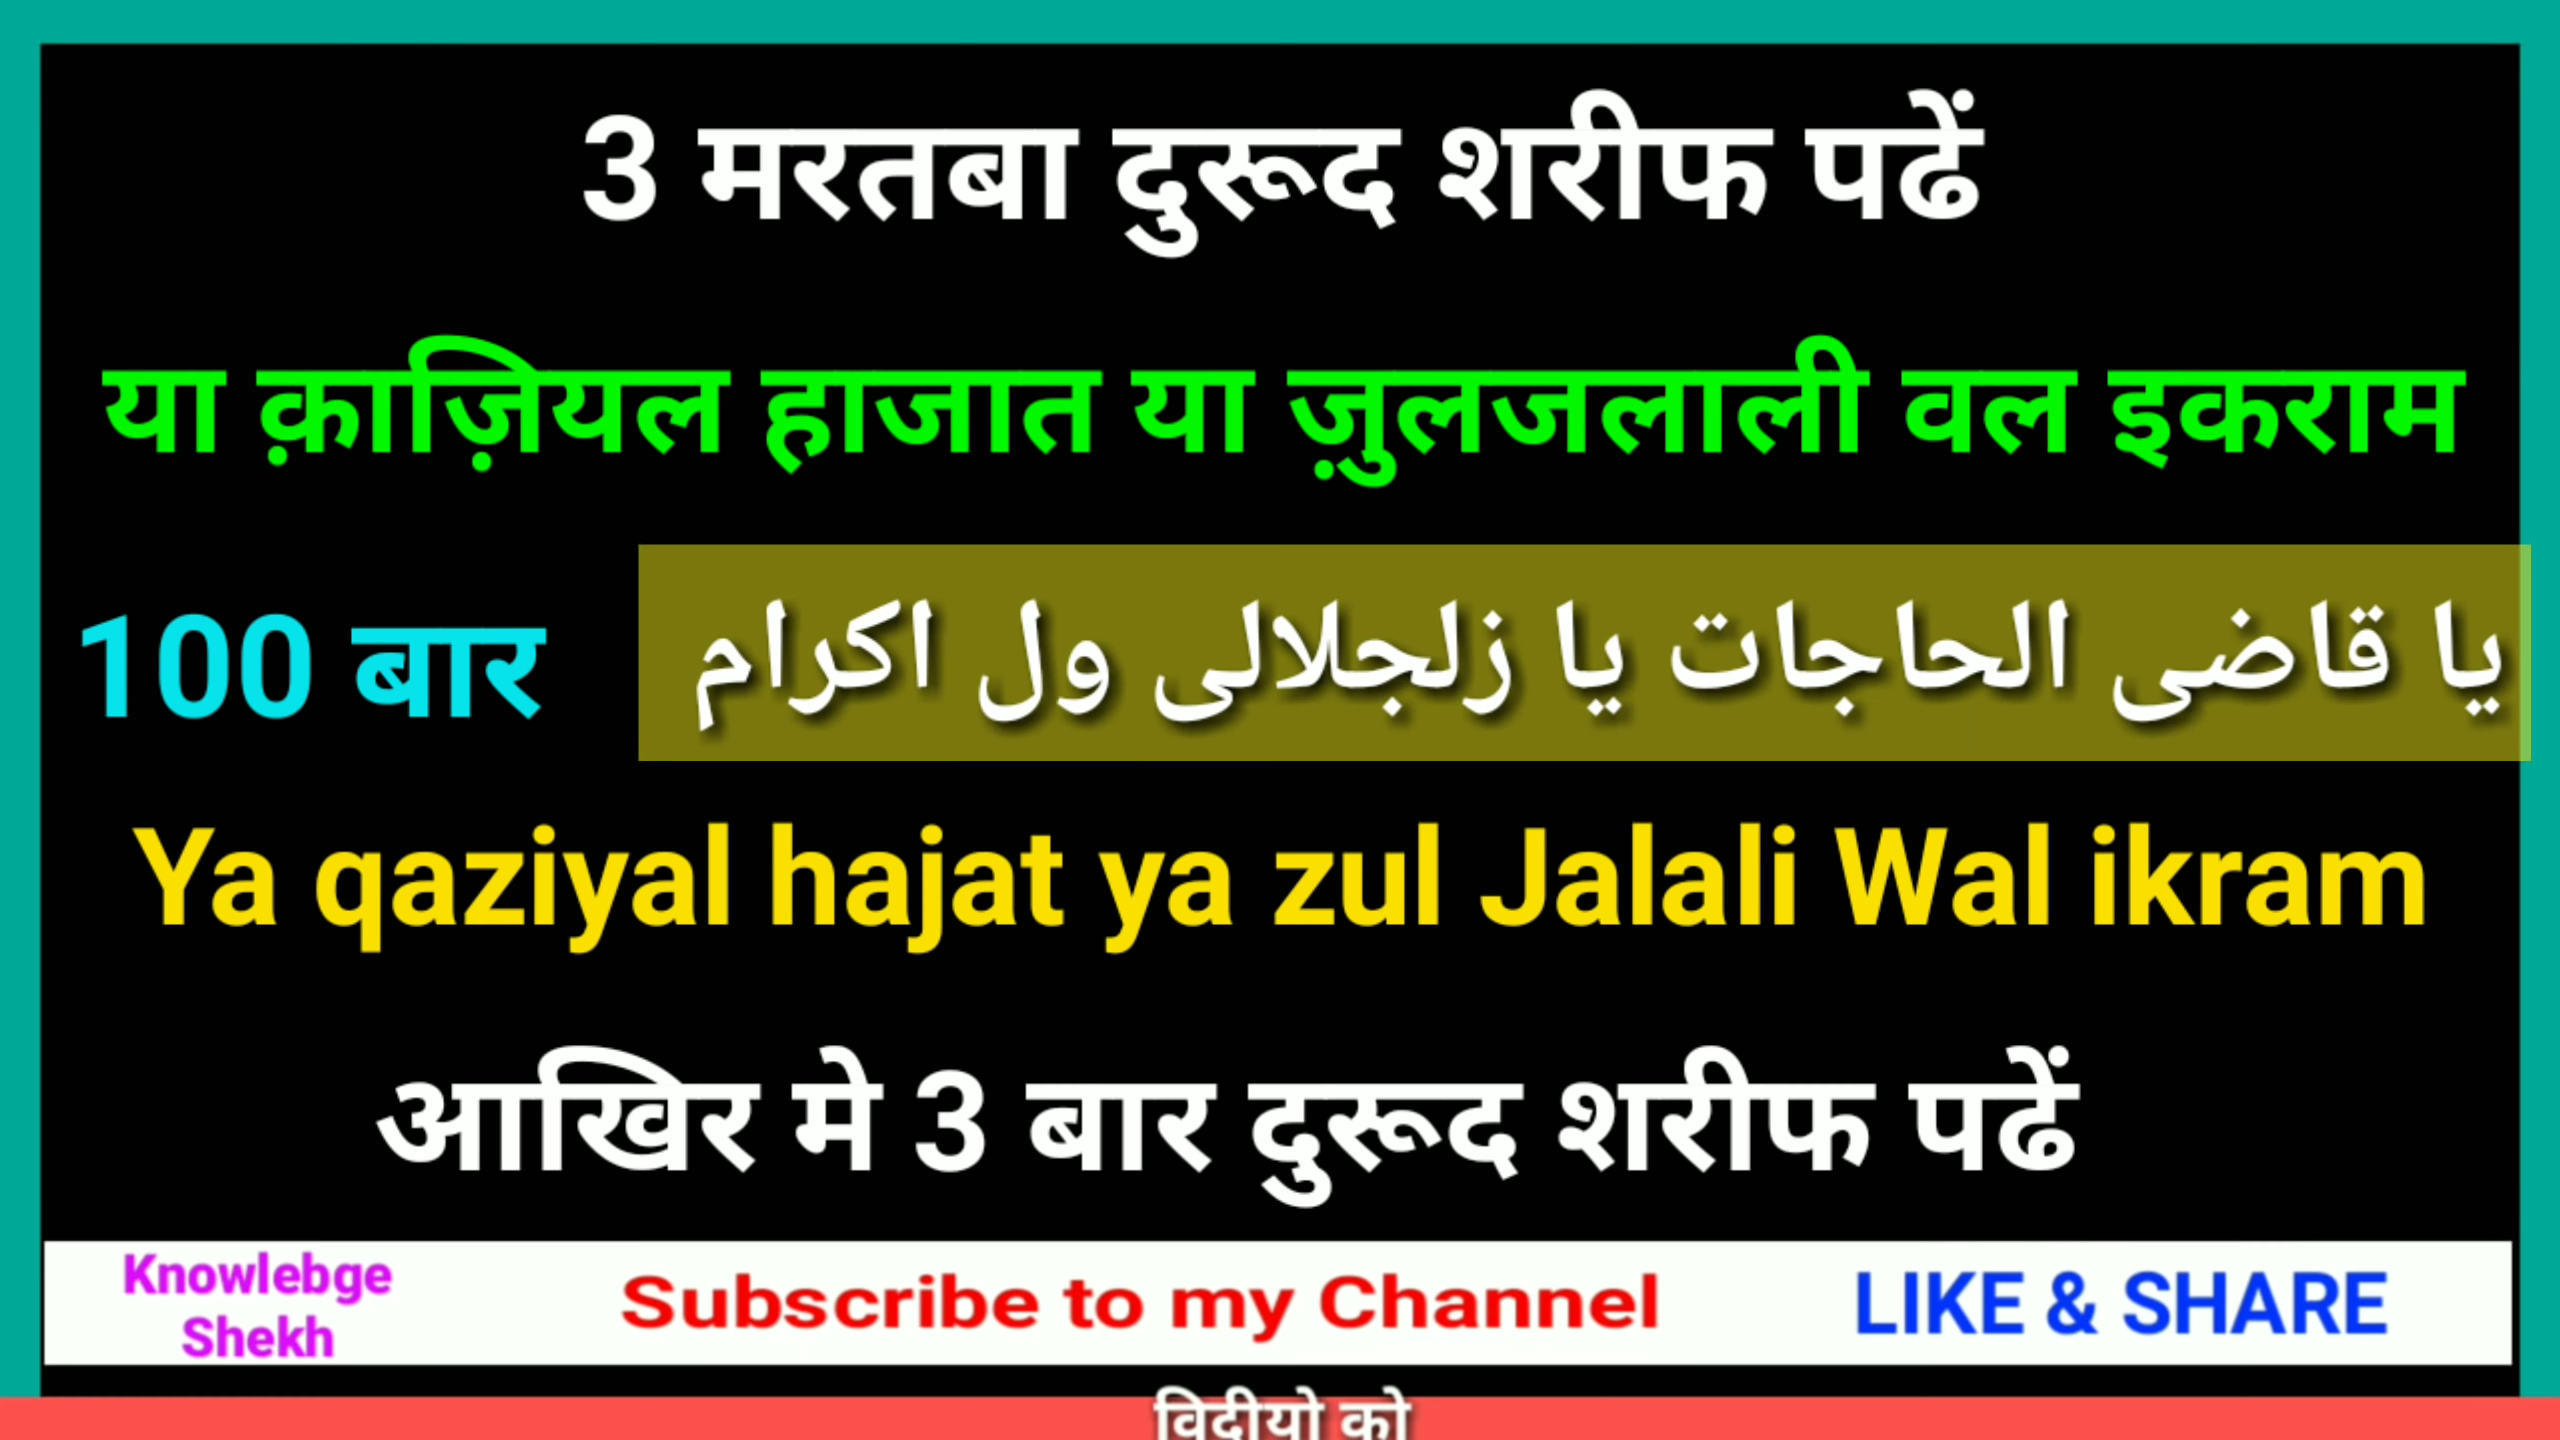 3 मरतबा दुरूद शरीफ पढें
या क़ाज़ियल हाजात या ज़ुलजलाली वल इकराम
100 बार
یا قاضی الحاجات یا زلجلالی ول اکرام
Ya qaziyal hajat ya zul Jalali Wal ikram
आखिर मे 3 बार दुरूद शरीफ पढें
Knowlebge
Shekh
Subscribe to my Channel
LIKE & SHARE
विदीयो को